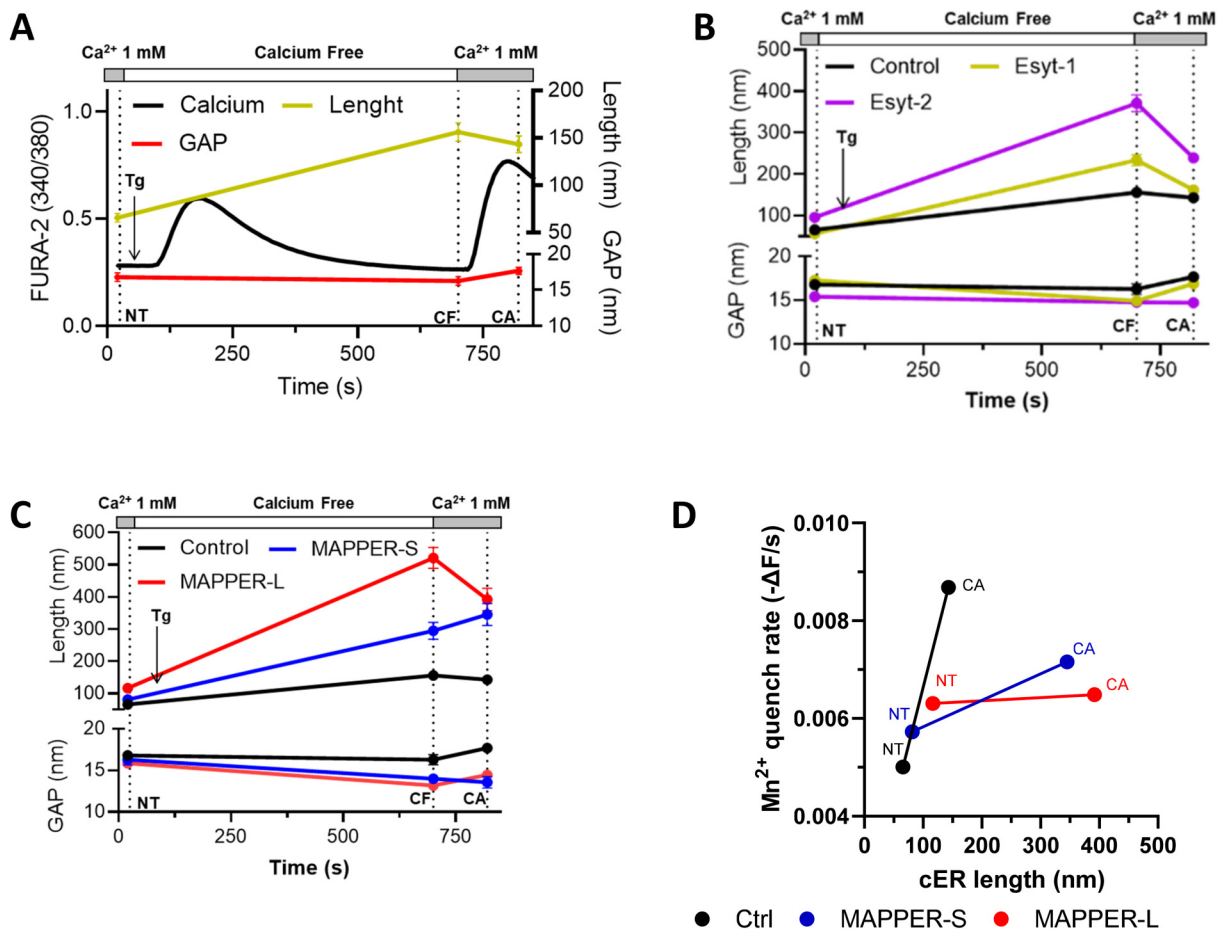 A
Ca²⁺ 1 mM Calcium Free Ca²⁺ 1 mM
Calcium Lenght
GAP
Tg
NT CF CA
FURA-2 (340/380)
1.0
0.5
0.0
200
150
100
50
20
15
10
Length (nm)
GAP (nm)
0 250 500 750
Time (s)
B
Ca²⁺ 1 mM Calcium Free Ca²⁺ 1 mM
Control Esyt-1
Esyt-2
Tg
NT CF CA
Length (nm)
500
400
300
200
100
GAP (nm)
20
15
10
0 250 500 750
Time (s)
C
Ca²⁺ 1 mM Calcium Free Ca²⁺ 1 mM
Control MAPPER-S
MAPPER-L
Tg
NT CF CA
Length (nm)
600
500
400
300
200
100
GAP (nm)
20
15
10
0 250 500 750
Time (s)
D
Mn²⁺ quench rate (-ΔF/s)
0.010
0.008
0.006
0.004
CA
CA
CA
NT
NT
NT
0 100 200 300 400 500
cER length (nm)
Ctrl MAPPER-S MAPPER-L